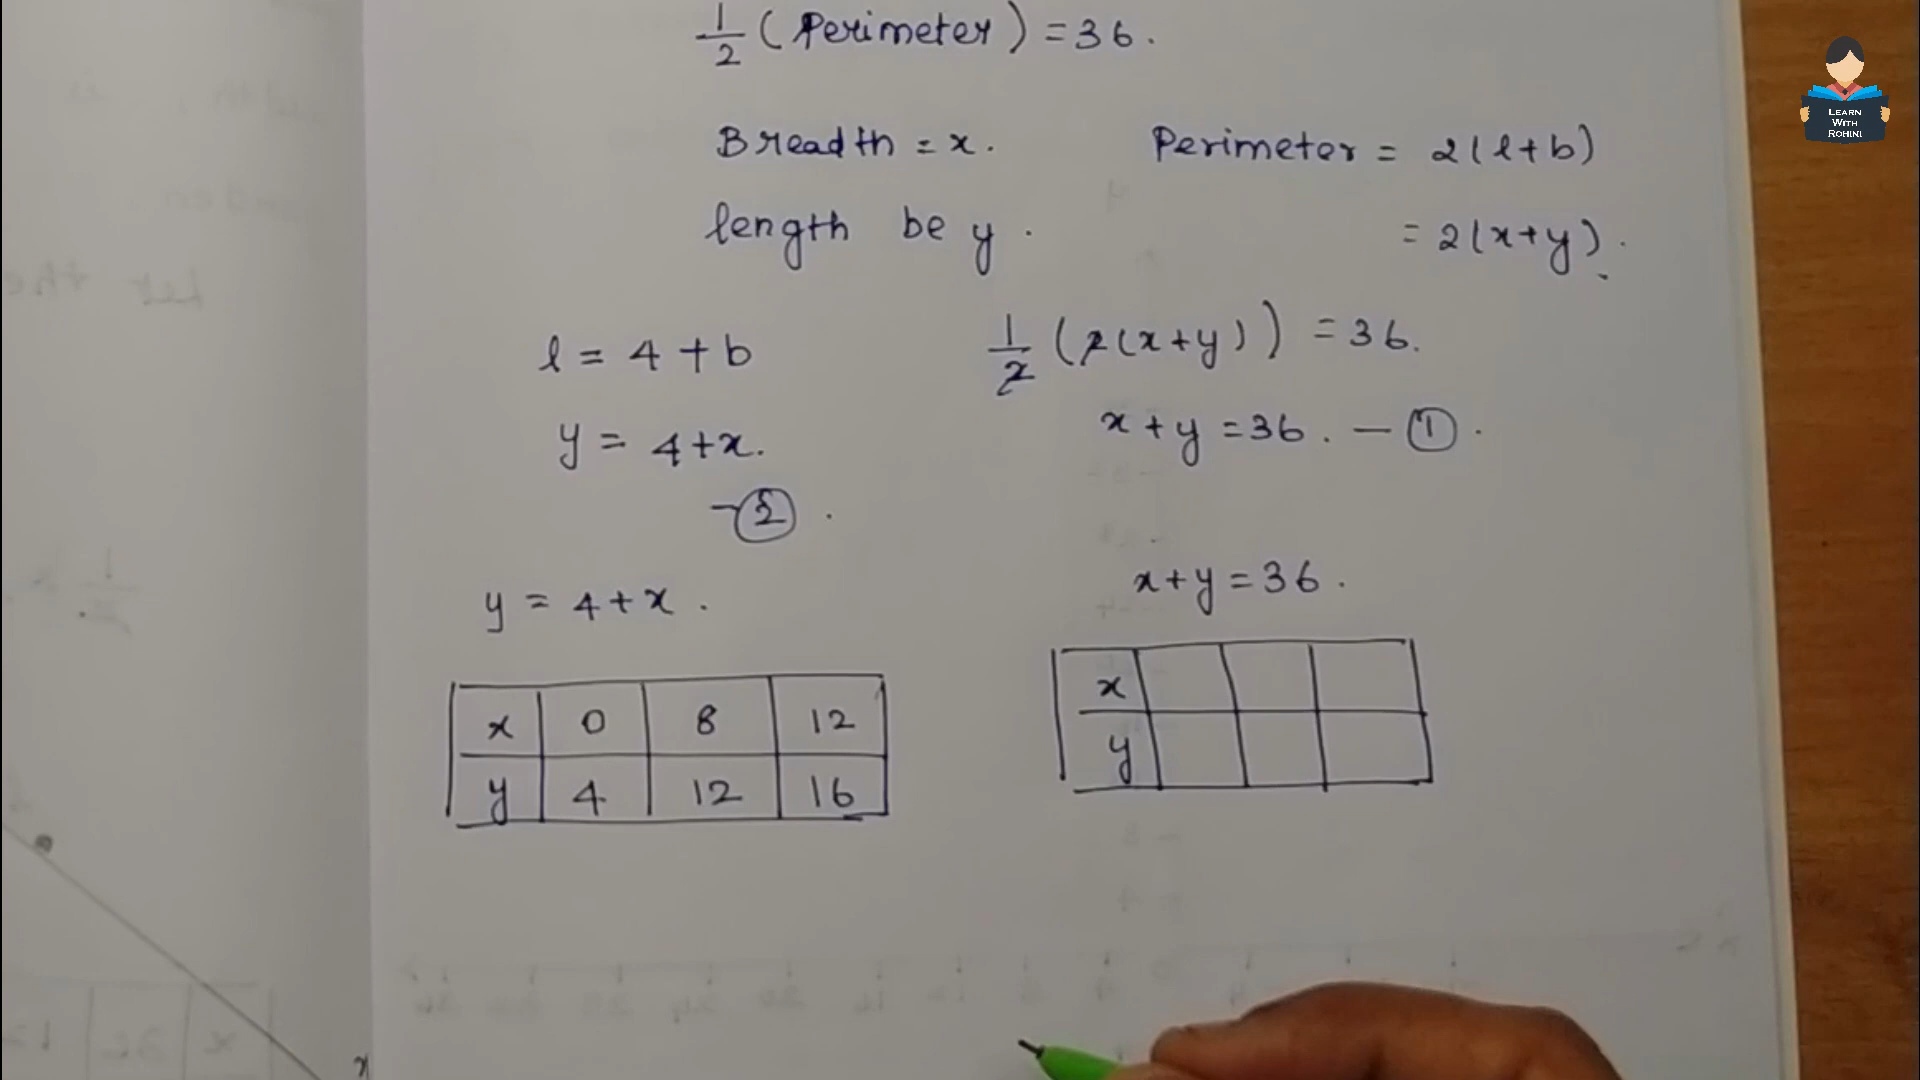 1/2 (Perimeter) = 36.
Breadth = x.
Perimeter = 2(l+b)
length be y.
= 2(x+y).
l = 4 + b
1/2 (2(x+y)) = 36.
y = 4+x.
x + y = 36. — ①.
— ②.
y = 4 + x.
x + y = 36.
x 0 8 12
y 4 12 16
x
y
LEARN
WITH
ROHINI